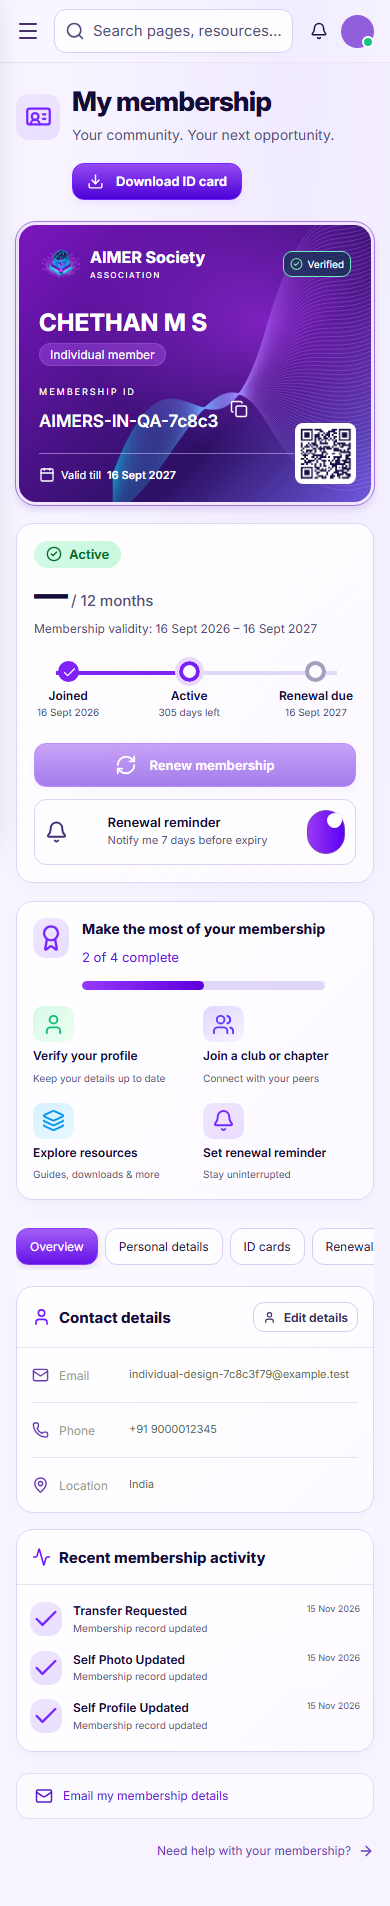 Search pages, resources...
My membership
Your community. Your next opportunity.
Download ID card
AIMER Society
ASSOCIATION
Verified
CHETHAN M S
Individual member
MEMBERSHIP ID
AIMERS-IN-QA-7c8c3
Valid till 16 Sept 2027
Active
— / 12 months
Membership validity: 16 Sept 2026 – 16 Sept 2027
Joined Active Renewal due
16 Sept 2026 305 days left 16 Sept 2027
Renew membership
Renewal reminder
Notify me 7 days before expiry
Make the most of your membership
2 of 4 complete
Verify your profile
Keep your details up to date
Join a club or chapter
Connect with your peers
Explore resources
Guides, downloads & more
Set renewal reminder
Stay uninterrupted
Overview Personal details ID cards Renewal
Contact details Edit details
Email individual-design-7c8c3f79@example.test
Phone +91 9000012345
Location India
Recent membership activity
Transfer Requested 15 Nov 2026
Membership record updated
Self Photo Updated 15 Nov 2026
Membership record updated
Self Profile Updated 15 Nov 2026
Membership record updated
Email my membership details
Need help with your membership?